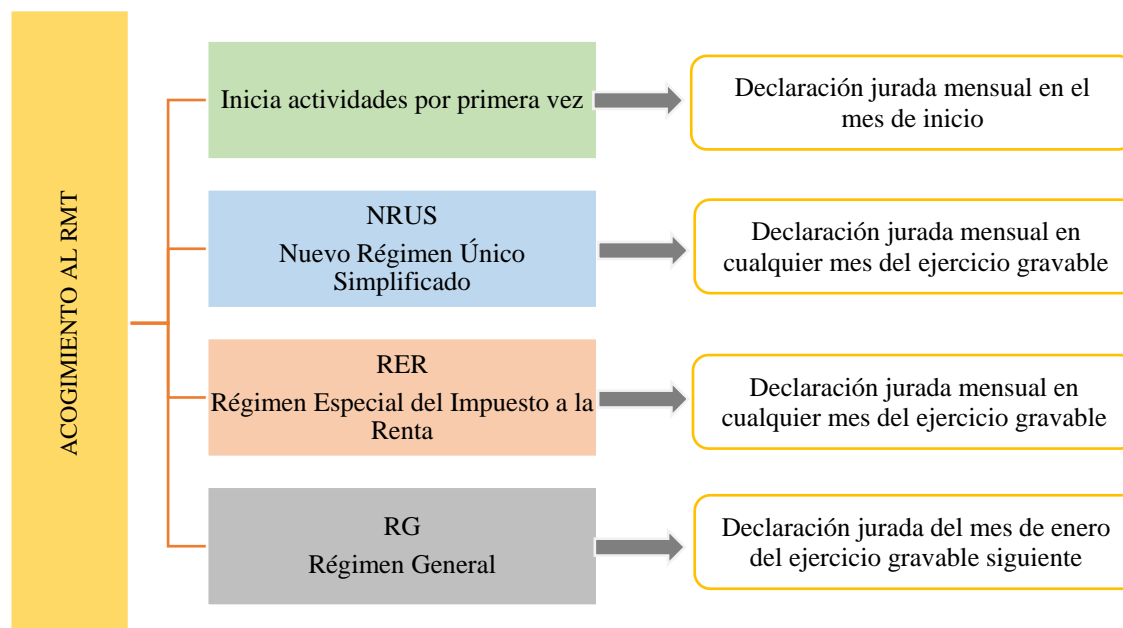 ACOGIMIENTO AL RMT
Inicia actividades por primera vez
Declaración jurada mensual en el
mes de inicio
NRUS
Nuevo Régimen Único
Simplificado
Declaración jurada mensual en
cualquier mes del ejercicio gravable
RER
Régimen Especial del Impuesto a la
Renta
Declaración jurada mensual en
cualquier mes del ejercicio gravable
RG
Régimen General
Declaración jurada del mes de enero
del ejercicio gravable siguiente